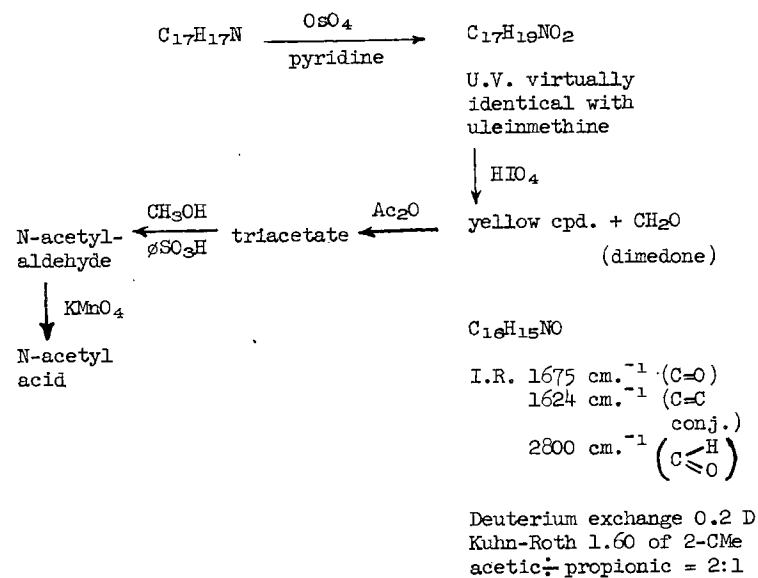 C17H17N
OsO4
pyridine
C17H19NO2
U.V. virtually
identical with
uleinmethine
HIO4
yellow cpd. + CH2O
(dimedone)
Ac2O
triacetate
CH3OH
øSO3H
N-acetyl-
aldehyde
KMnO4
N-acetyl
acid
C16H15NO
I.R. 1675 cm.-1 (C=O)
1624 cm.-1 (C=C
conj.)
2800 cm.-1 (C H O)
Deuterium exchange 0.2 D
Kuhn-Roth 1.60 of 2-CMe
acetic÷propionic = 2:1